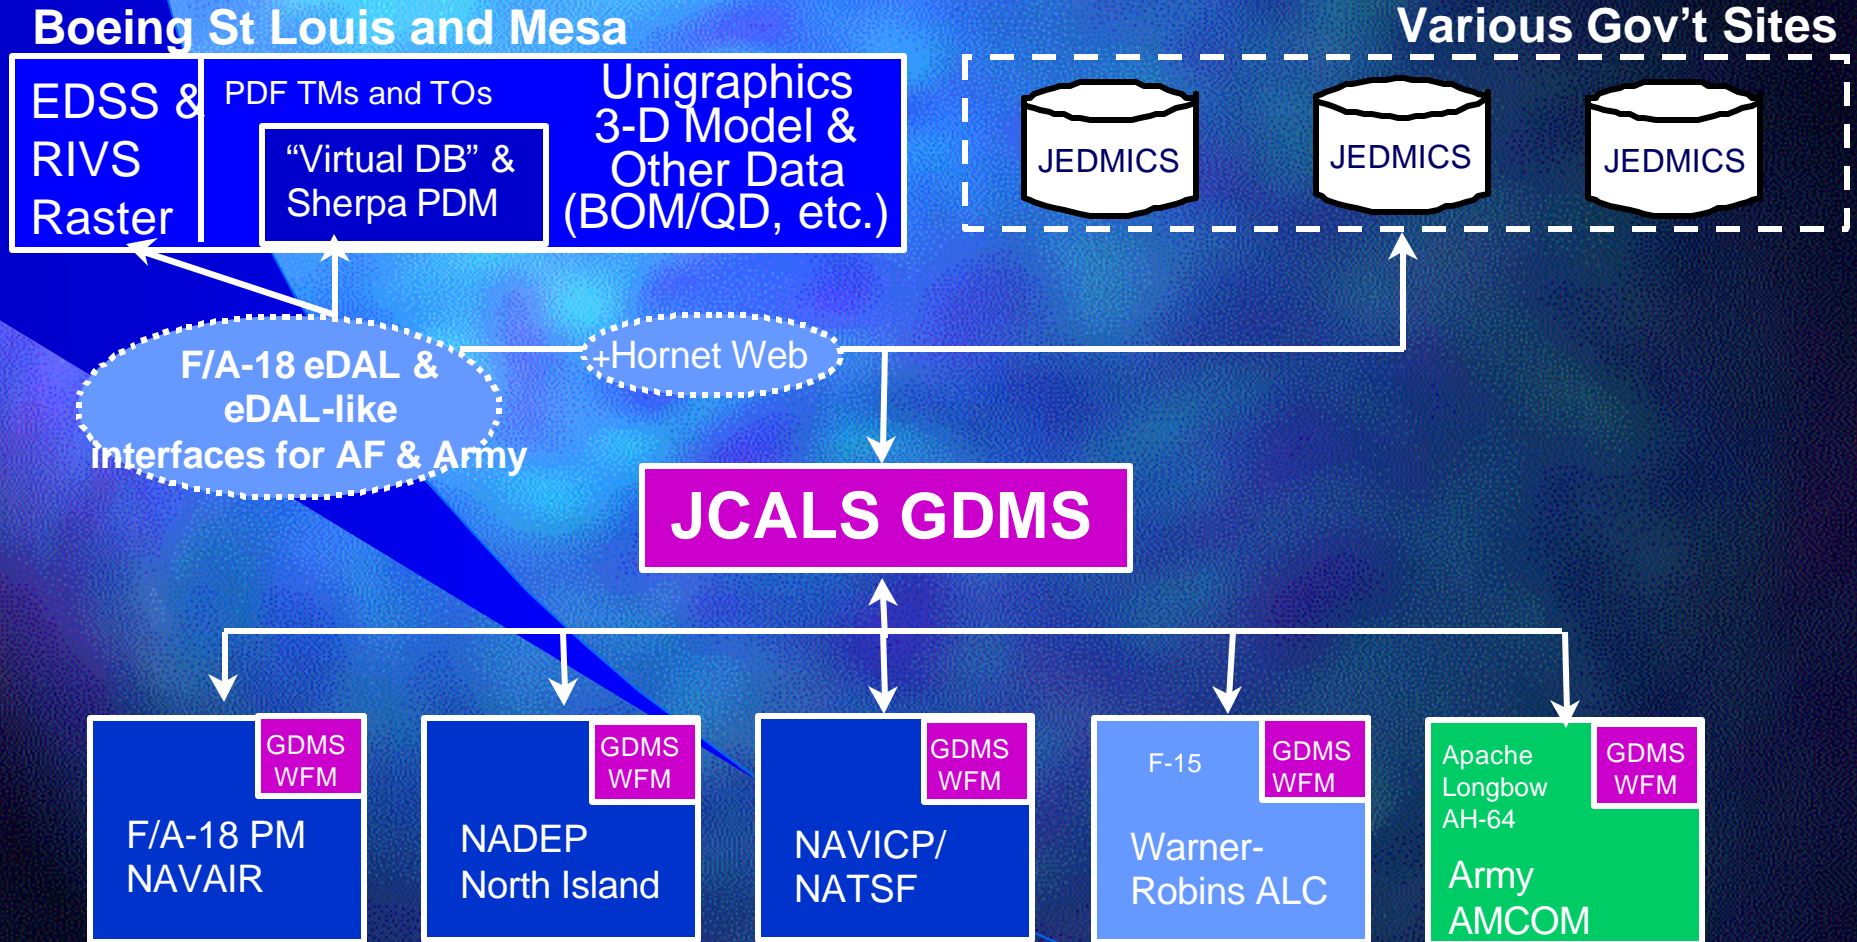 Boeing St Louis and Mesa
Various Gov't Sites
EDSS &
RIVS
Raster
PDF TMs and TOs
“Virtual DB” &
Sherpa PDM
Unigraphics
3-D Model &
Other Data
(BOM/QD, etc.)
JEDMICS
JEDMICS
JEDMICS
F/A-18 eDAL &
eDAL-like
interfaces for AF & Army
+Hornet Web
JCALS GDMS
GDMS
WFM
F/A-18 PM
NAVAIR
GDMS
WFM
NADEP
North Island
GDMS
WFM
NAVICP/
NATSF
F-15
GDMS
WFM
Warner-
Robins ALC
Apache
Longbow
AH-64
GDMS
WFM
Army
AMCOM